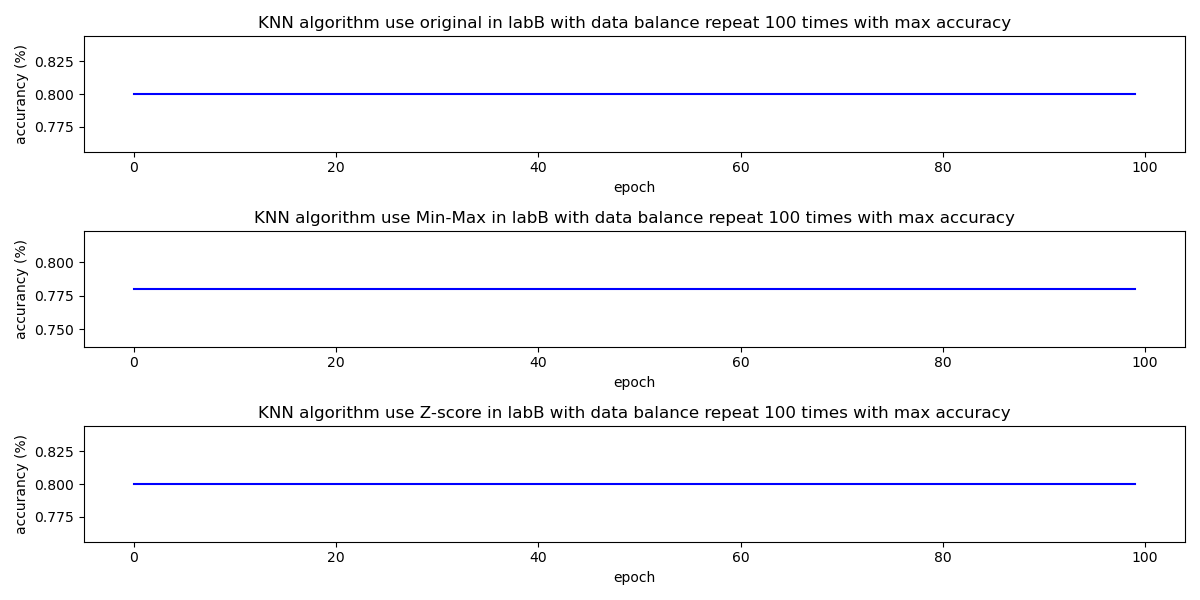 KNN algorithm use original in labB with data balance repeat 100 times with max accuracy
accurancy (%)
0.825
0.800
0.775
0 20 40 60 80 100
epoch
KNN algorithm use Min-Max in labB with data balance repeat 100 times with max accuracy
accurancy (%)
0.800
0.775
0.750
0 20 40 60 80 100
epoch
KNN algorithm use Z-score in labB with data balance repeat 100 times with max accuracy
accurancy (%)
0.825
0.800
0.775
0 20 40 60 80 100
epoch